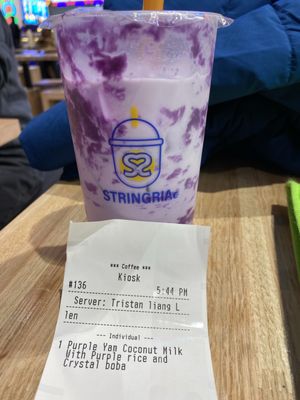 STRINGRIA
*** Coffee ***
Kiosk
#136 5:44 PM
Server: Tristan liang L
len
--- Individual ---
1 Purple Yam Coconut Milk
With Purple rice and
Crystal boba